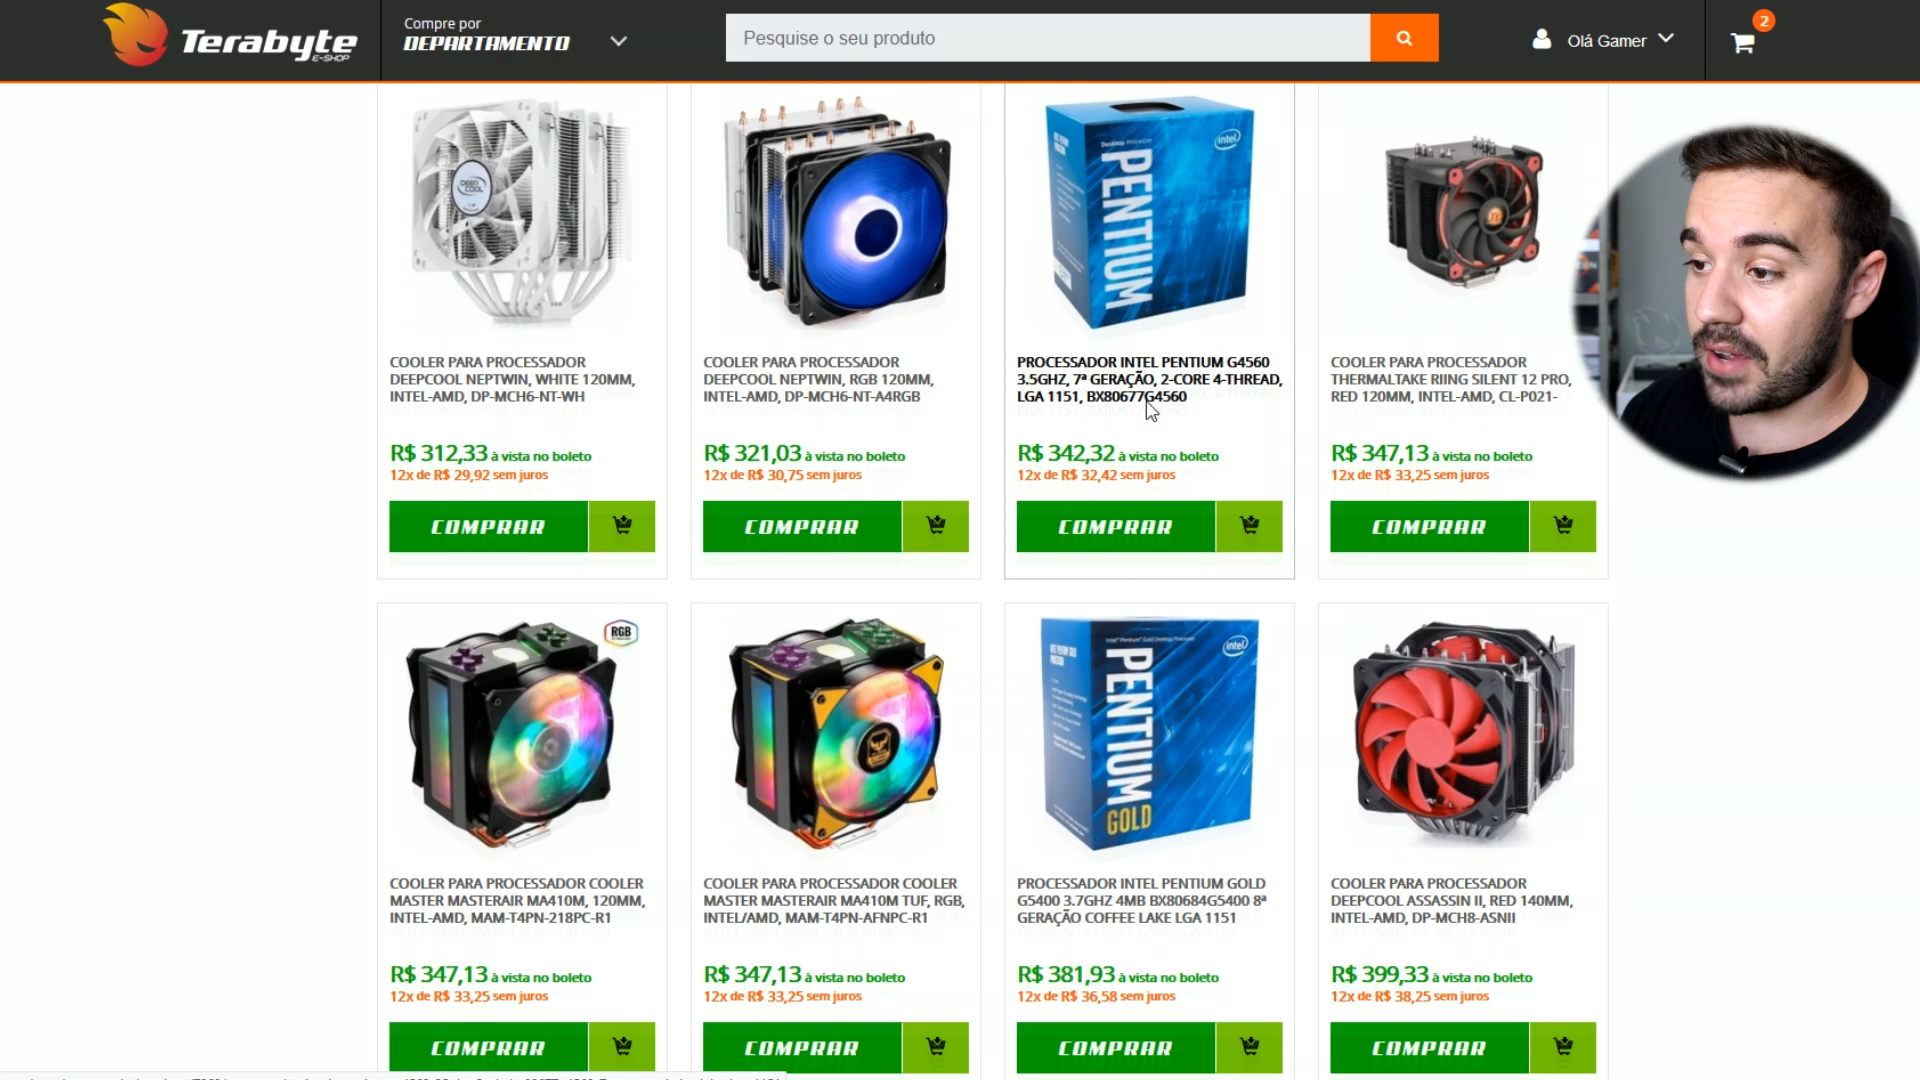 Terabyte
E-SHOP
Compre por
DEPARTAMENTO
Pesquise o seu produto
Olá Gamer
2
DEEP COOL
Desktop Processor
intel
PENTIUM
COOLER PARA PROCESSADOR
DEEPCOOL NEPTWIN, WHITE 120MM,
INTEL-AMD, DP-MCH6-NT-WH
R$ 312,33 à vista no boleto
12x de R$ 29,92 sem juros
COMPRAR
COOLER PARA PROCESSADOR
DEEPCOOL NEPTWIN, RGB 120MM,
INTEL-AMD, DP-MCH6-NT-A4RGB
R$ 321,03 à vista no boleto
12x de R$ 30,75 sem juros
COMPRAR
PROCESSADOR INTEL PENTIUM G4560
3.5GHZ, 7ª GERAÇÃO, 2-CORE 4-THREAD,
LGA 1151, BX80677G4560
R$ 342,32 à vista no boleto
12x de R$ 32,42 sem juros
COMPRAR
COOLER PARA PROCESSADOR
THERMALTAKE RIING SILENT 12 PRO,
RED 120MM, INTEL-AMD, CL-P021-
R$ 347,13 à vista no boleto
12x de R$ 33,25 sem juros
COMPRAR
RGB
intel
PENTIUM
GOLD
COOLER PARA PROCESSADOR COOLER
MASTER MASTERAIR MA410M, 120MM,
INTEL-AMD, MAM-T4PN-218PC-R1
R$ 347,13 à vista no boleto
12x de R$ 33,25 sem juros
COMPRAR
COOLER PARA PROCESSADOR COOLER
MASTER MASTERAIR MA410M TUF, RGB,
INTEL/AMD, MAM-T4PN-AFNPC-R1
R$ 347,13 à vista no boleto
12x de R$ 33,25 sem juros
COMPRAR
PROCESSADOR INTEL PENTIUM GOLD
G5400 3.7GHZ 4MB BX80684G5400 8ª
GERAÇÃO COFFEE LAKE LGA 1151
R$ 381,93 à vista no boleto
12x de R$ 36,58 sem juros
COMPRAR
COOLER PARA PROCESSADOR
DEEPCOOL ASSASSIN II, RED 140MM,
INTEL-AMD, DP-MCH8-ASNII
R$ 399,33 à vista no boleto
12x de R$ 38,25 sem juros
COMPRAR